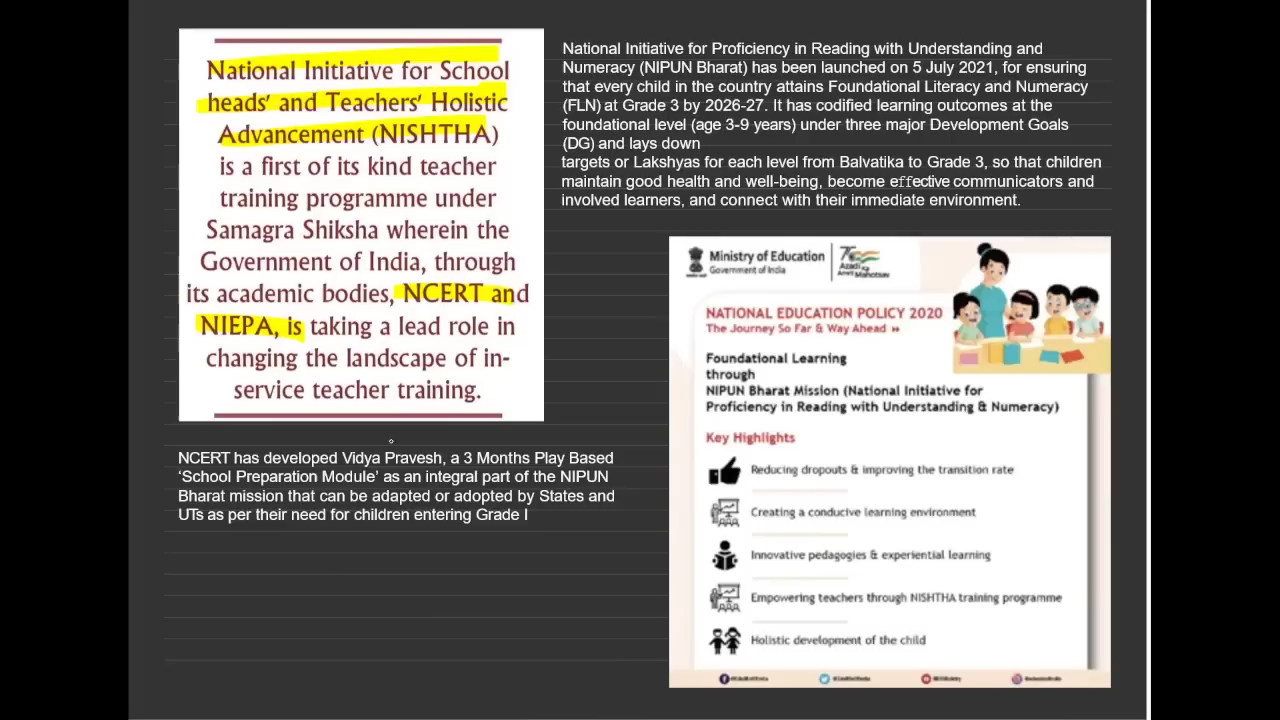 National Initiative for School
heads’ and Teachers’ Holistic
Advancement (NISHTHA)
is a first of its kind teacher
training programme under
Samagra Shiksha wherein the
Government of India, through
its academic bodies, NCERT and
NIEPA, is taking a lead role in
changing the landscape of in-
service teacher training.
NCERT has developed Vidya Pravesh, a 3 Months Play Based
‘School Preparation Module’ as an integral part of the NIPUN
Bharat mission that can be adapted or adopted by States and
UTs as per their need for children entering Grade I
National Initiative for Proficiency in Reading with Understanding and
Numeracy (NIPUN Bharat) has been launched on 5 July 2021, for ensuring
that every child in the country attains Foundational Literacy and Numeracy
(FLN) at Grade 3 by 2026-27. It has codified learning outcomes at the
foundational level (age 3-9 years) under three major Development Goals
(DG) and lays down
targets or Lakshyas for each level from Balvatika to Grade 3, so that children
maintain good health and well-being, become effective communicators and
involved learners, and connect with their immediate environment.
Ministry of Education
Government of India
Azadi Ka
Amrit Mahotsav
NATIONAL EDUCATION POLICY 2020
The Journey So Far & Way Ahead »
Foundational Learning
through
NIPUN Bharat Mission (National Initiative for
Proficiency in Reading with Understanding & Numeracy)
Key Highlights
Reducing dropouts & improving the transition rate
Creating a conducive learning environment
Innovative pedagogies & experiential learning
Empowering teachers through NISHTHA training programme
Holistic development of the child